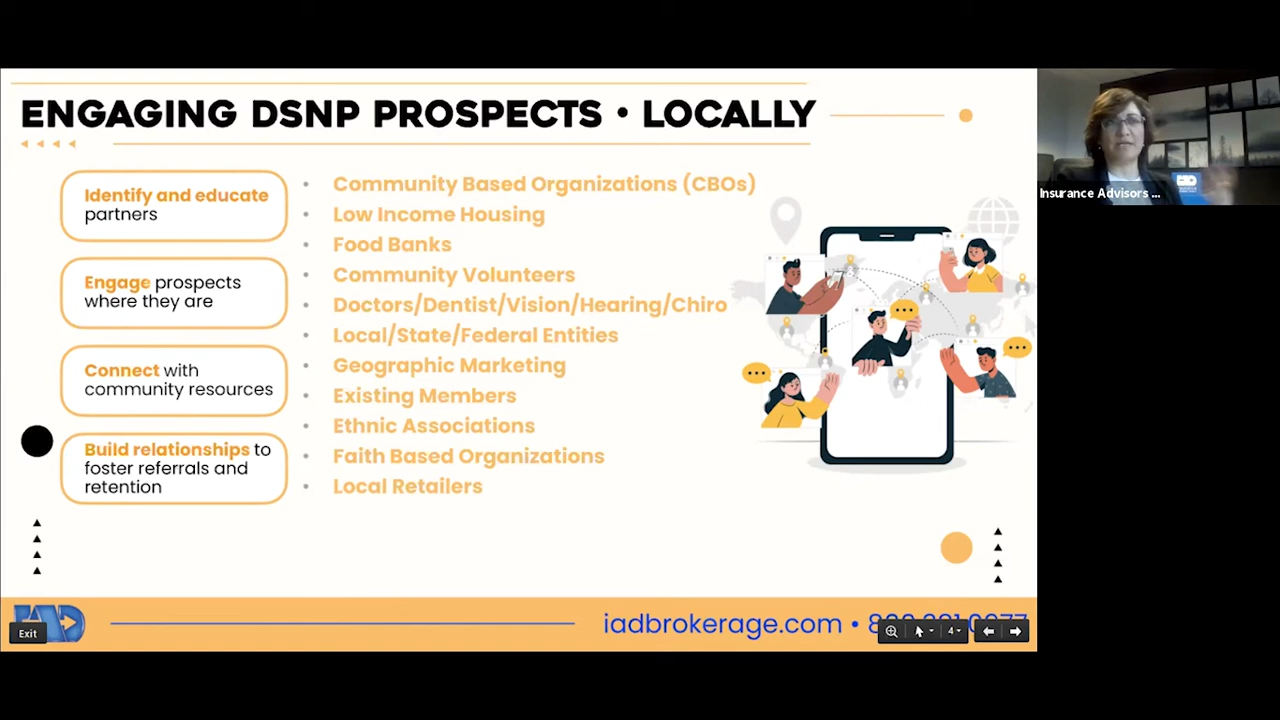 ENGAGING DSNP PROSPECTS • LOCALLY
Identify and educate
partners
Engage prospects
where they are
Connect with
community resources
Build relationships to
foster referrals and
retention
• Community Based Organizations (CBOs)
• Low Income Housing
• Food Banks
• Community Volunteers
• Doctors/Dentist/Vision/Hearing/Chiro
• Local/State/Federal Entities
• Geographic Marketing
• Existing Members
• Ethnic Associations
• Faith Based Organizations
• Local Retailers
Insurance Advisors ...
IAD
Exit
iadbrokerage.com •
4